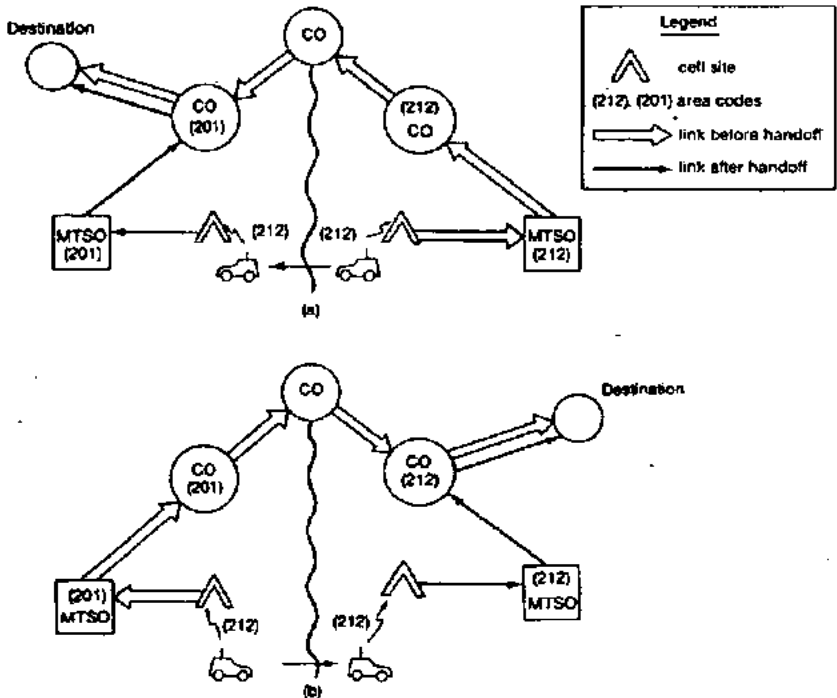 Destination
CO
CO
(201)
(212)
CO
MTSO
(201)
(212)
(212)
MTSO
(212)
(a)
Legend
cell site
(212), (201) area codes
link before handoff
link after handoff
CO
Destination
CO
(201)
CO
(212)
(201)
MTSO
(212)
(212)
(212)
MTSO
(b)